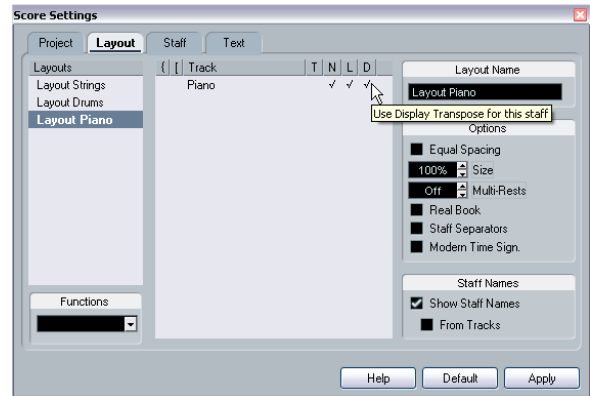 Score Settings
Project Layout Staff Text
Layouts
Layout Strings
Layout Drums
Layout Piano
Functions
{ [ Track T N L D
Piano √ √ √
Use Display Transpose for this staff
Layout Name
Layout Piano
Options
Equal Spacing
100% Size
Off Multi-Rests
Real Book
Staff Separators
Modern Time Sign.
Staff Names
Show Staff Names
From Tracks
Help Default Apply